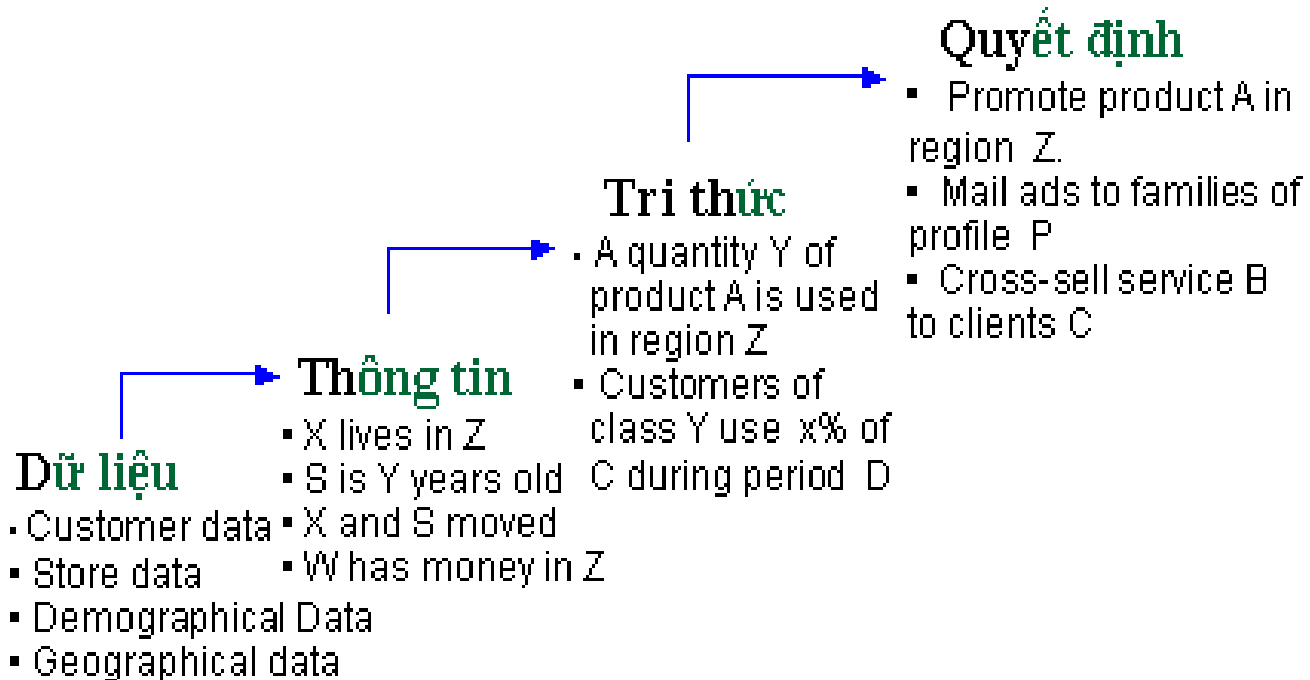 Quyết định
▪ Promote product A in
region Z.
▪ Mail ads to families of
profile P
▪ Cross-sell service B
to clients C
Tri thức
▪ A quantity Y of
product A is used
in region Z
▪ Customers of
class Y use x% of
C during period D
Thông tin
▪ X lives in Z
▪ S is Y years old
▪ X and S moved
▪ W has money in Z
Dữ liệu
▪ Customer data
▪ Store data
▪ Demographical Data
▪ Geographical data